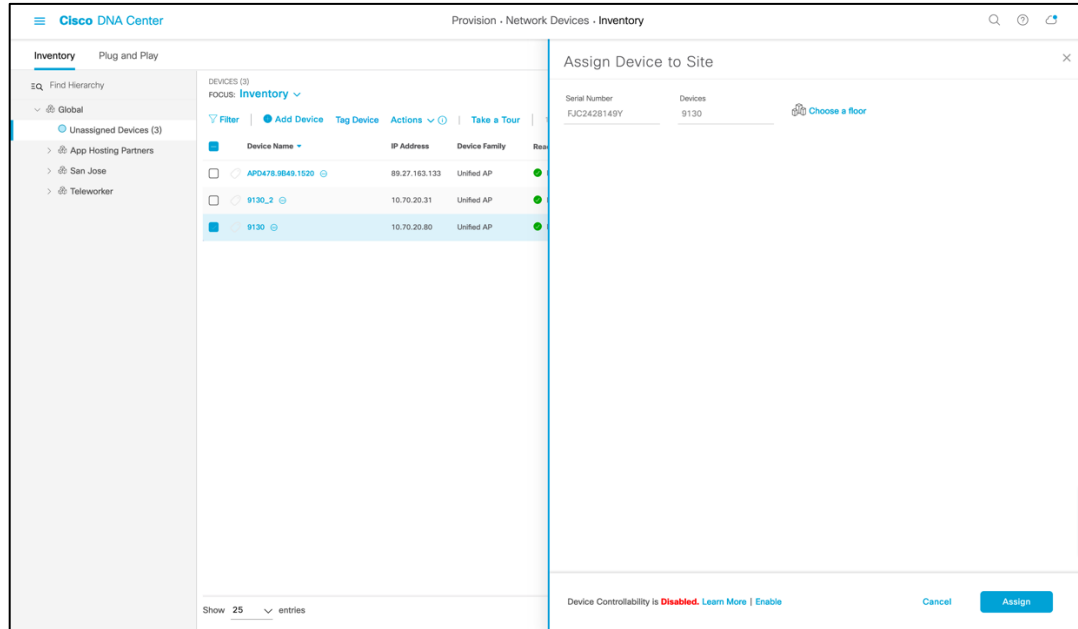 Cisco DNA Center
Provision · Network Devices · Inventory
Inventory Plug and Play
Find Hierarchy
Global
Unassigned Devices (3)
App Hosting Partners
San Jose
Teleworker
DEVICES (3)
FOCUS: Inventory
Filter Add Device Tag Device Actions Take a Tour
Device Name IP Address Device Family
APD478.9B49.1520 89.27.163.133 Unified AP
9130_2 10.70.20.31 Unified AP
9130 10.70.20.80 Unified AP
Show 25 entries
Assign Device to Site
Serial Number Devices
FJC2428149Y 9130 Choose a floor
Device Controllability is Disabled. Learn More | Enable Cancel Assign